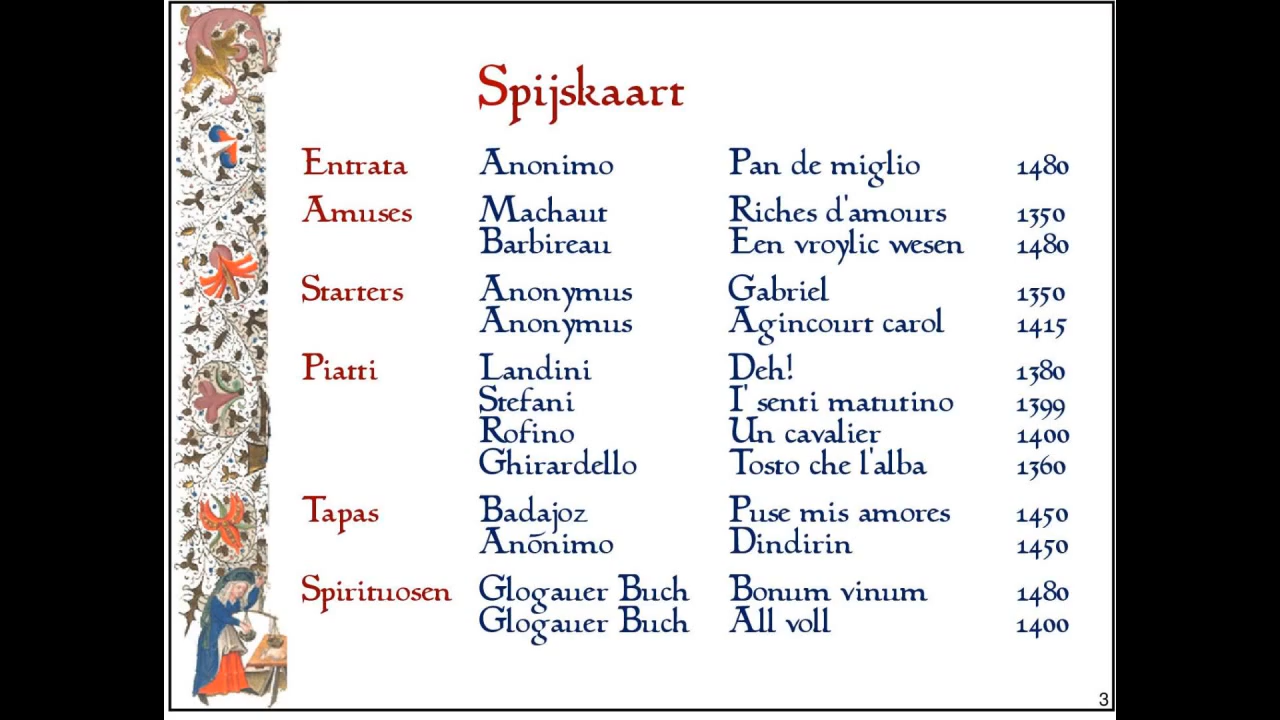 Spijskaart
Entrata Anonimo Pan de miglio 1480
Amuses Machaut Riches d'amours 1350
Barbireau Een vroylic wesen 1480
Starters Anonymus Gabriel 1350
Anonymus Agincourt carol 1415
Piatti Landini Deh! 1380
Stefani I' senti matutino 1399
Rofino Un cavalier 1400
Ghirardello Tosto che l'alba 1360
Tapas Badajoz Puse mis amores 1450
Anõnimo Dindirin 1450
Spirituosen Glogauer Buch Bonum vinum 1480
Glogauer Buch All voll 1400
3